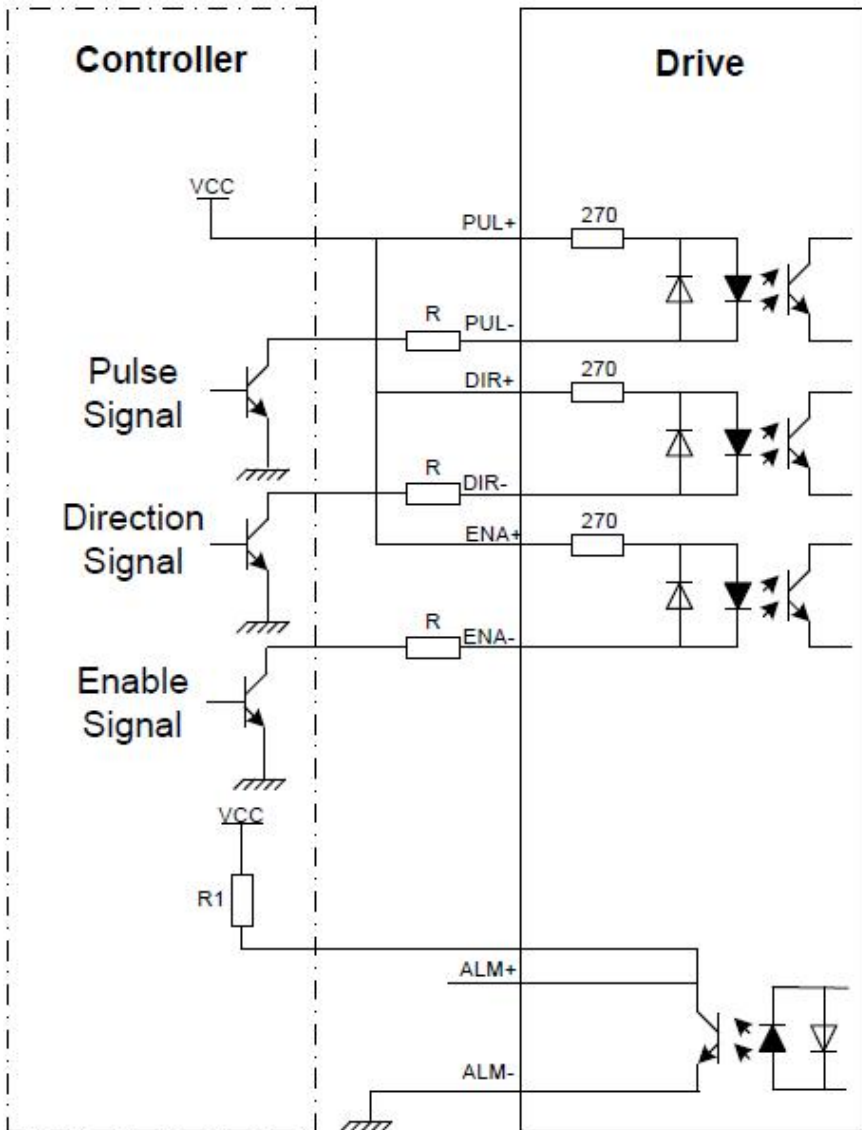 Controller
Drive
VCC
PUL+
270
R
PUL-
Pulse
Signal
DIR+
270
R
DIR-
Direction
Signal
ENA+
270
R
ENA-
Enable
Signal
VCC
R1
ALM+
ALM-